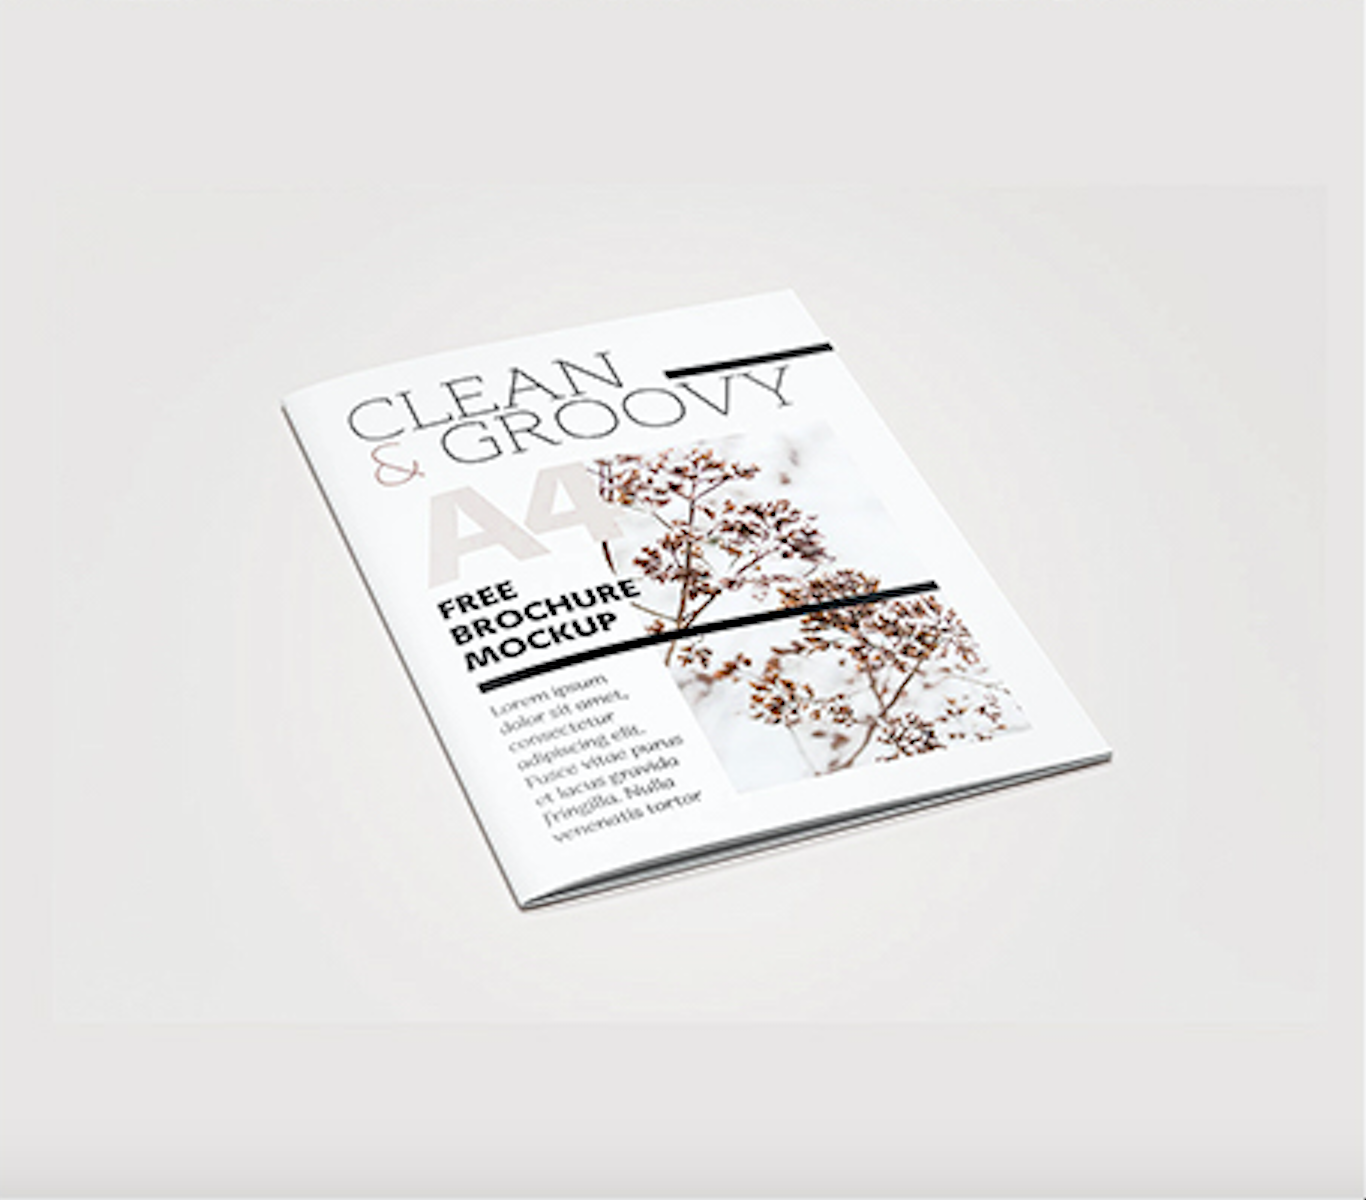 CLEAN
& GROOVY
A4
FREE
BROCHURE
MOCKUP
Lorem ipsum
dolor sit amet,
consectetur
adipiscing elit.
Fusce vitae purus
et lacus gravida
fringilla. Nulla
venenatis tortor